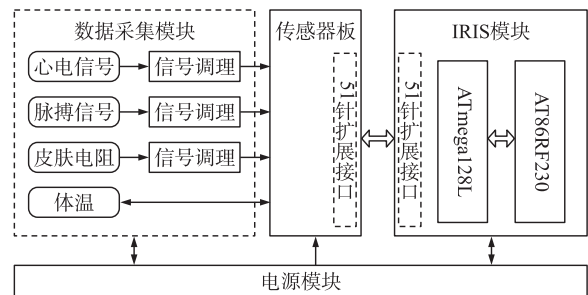 数据采集模块
心电信号
信号调理
脉搏信号
信号调理
皮肤电阻
信号调理
体温
传感器板
51针扩展接口
IRIS模块
51针扩展接口
ATmega128L
AT86RF230
电源模块